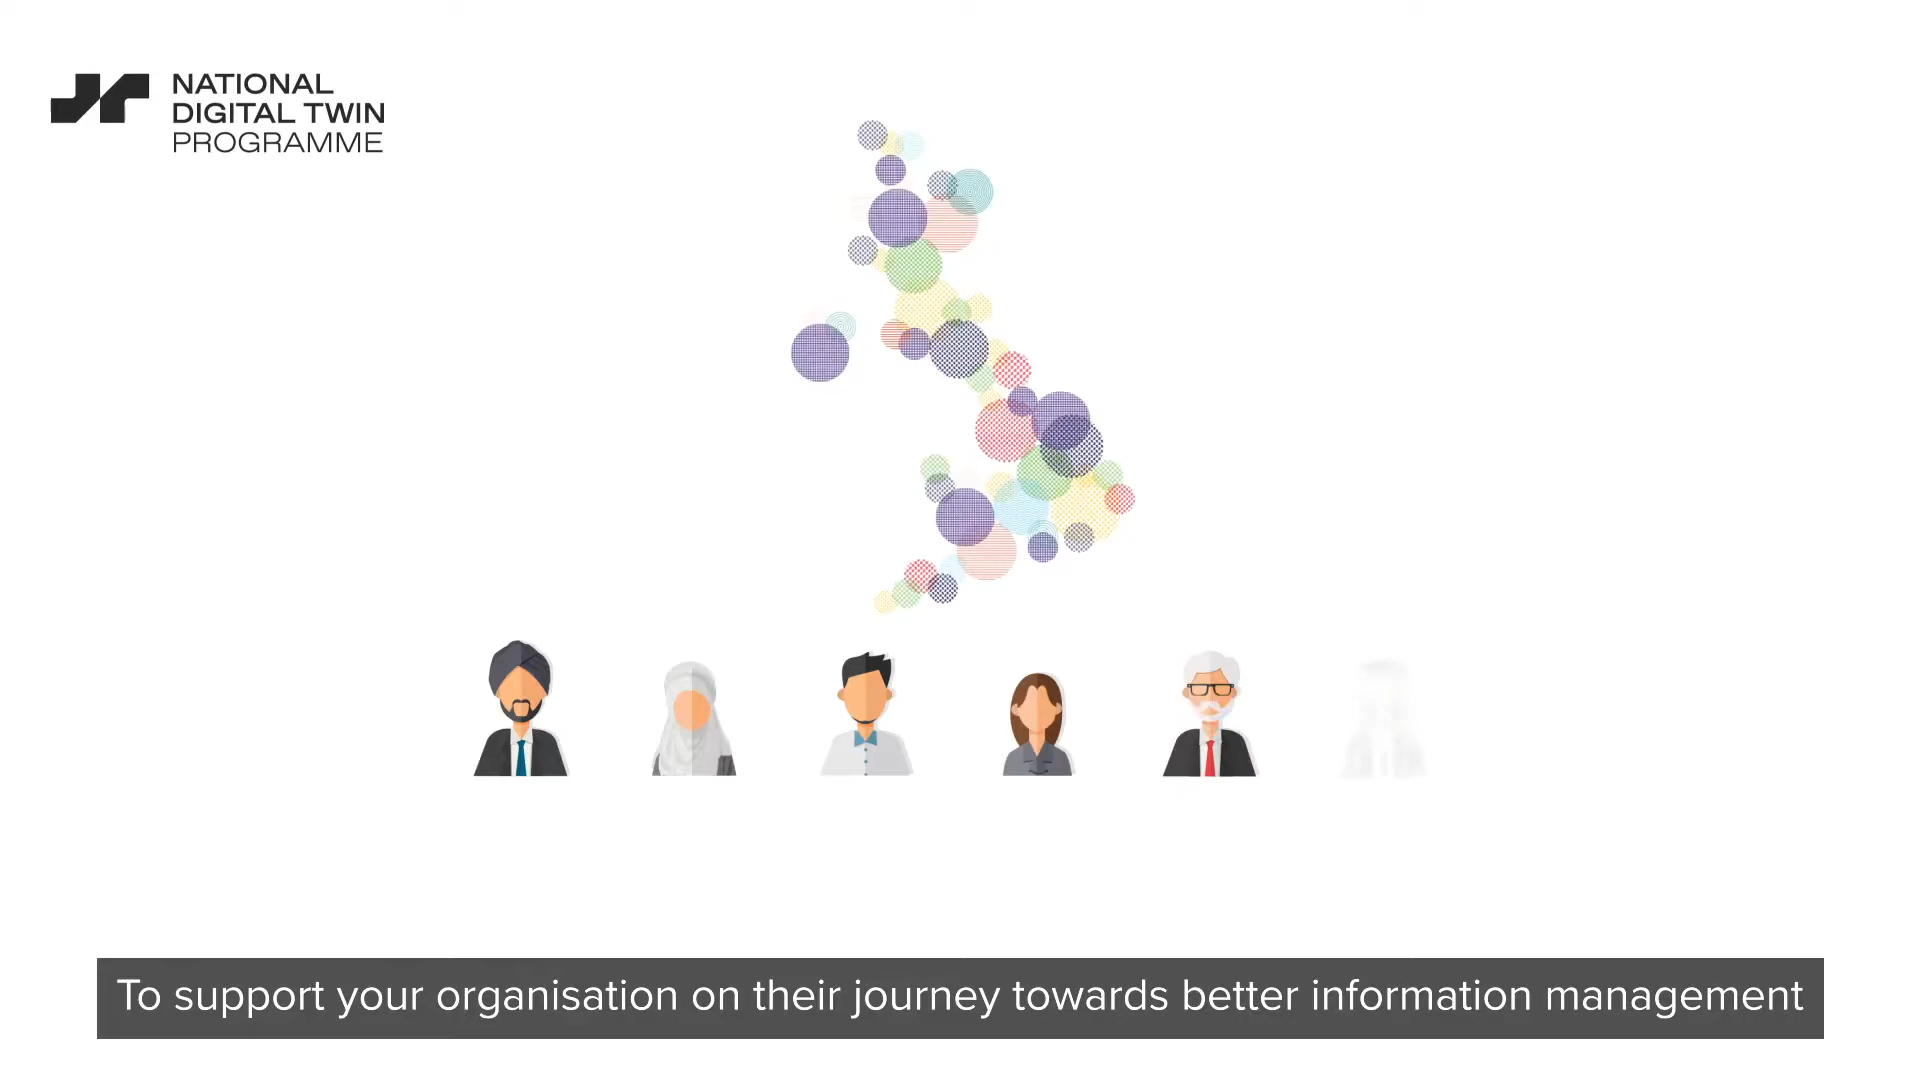 NATIONAL
DIGITAL TWIN
PROGRAMME
To support your organisation on their journey towards better information management